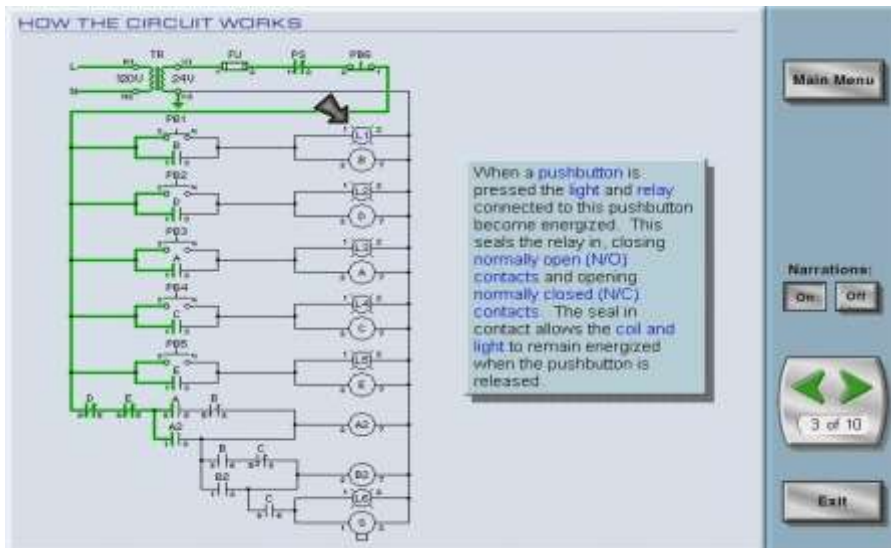 HOW THE CIRCUIT WORKS
TR
FU
PS
PB6
L
120V
24V
N
PB1
B
L1
B
PB2
D
L2
D
PB3
A
L3
A
PB4
C
L4
C
PB5
E
L5
E
D E A B
A2
A2
B C
B2
B2
C
L6
When a pushbutton is
pressed the light and relay
connected to this pushbutton
become energized. This
seals the relay in, closing
normally open (N/O)
contacts and opening
normally closed (N/C)
contacts. The seal in
contact allows the coil and
light to remain energized
when the pushbutton is
released.
Main Menu
Narrations:
On Off
3 of 10
Exit